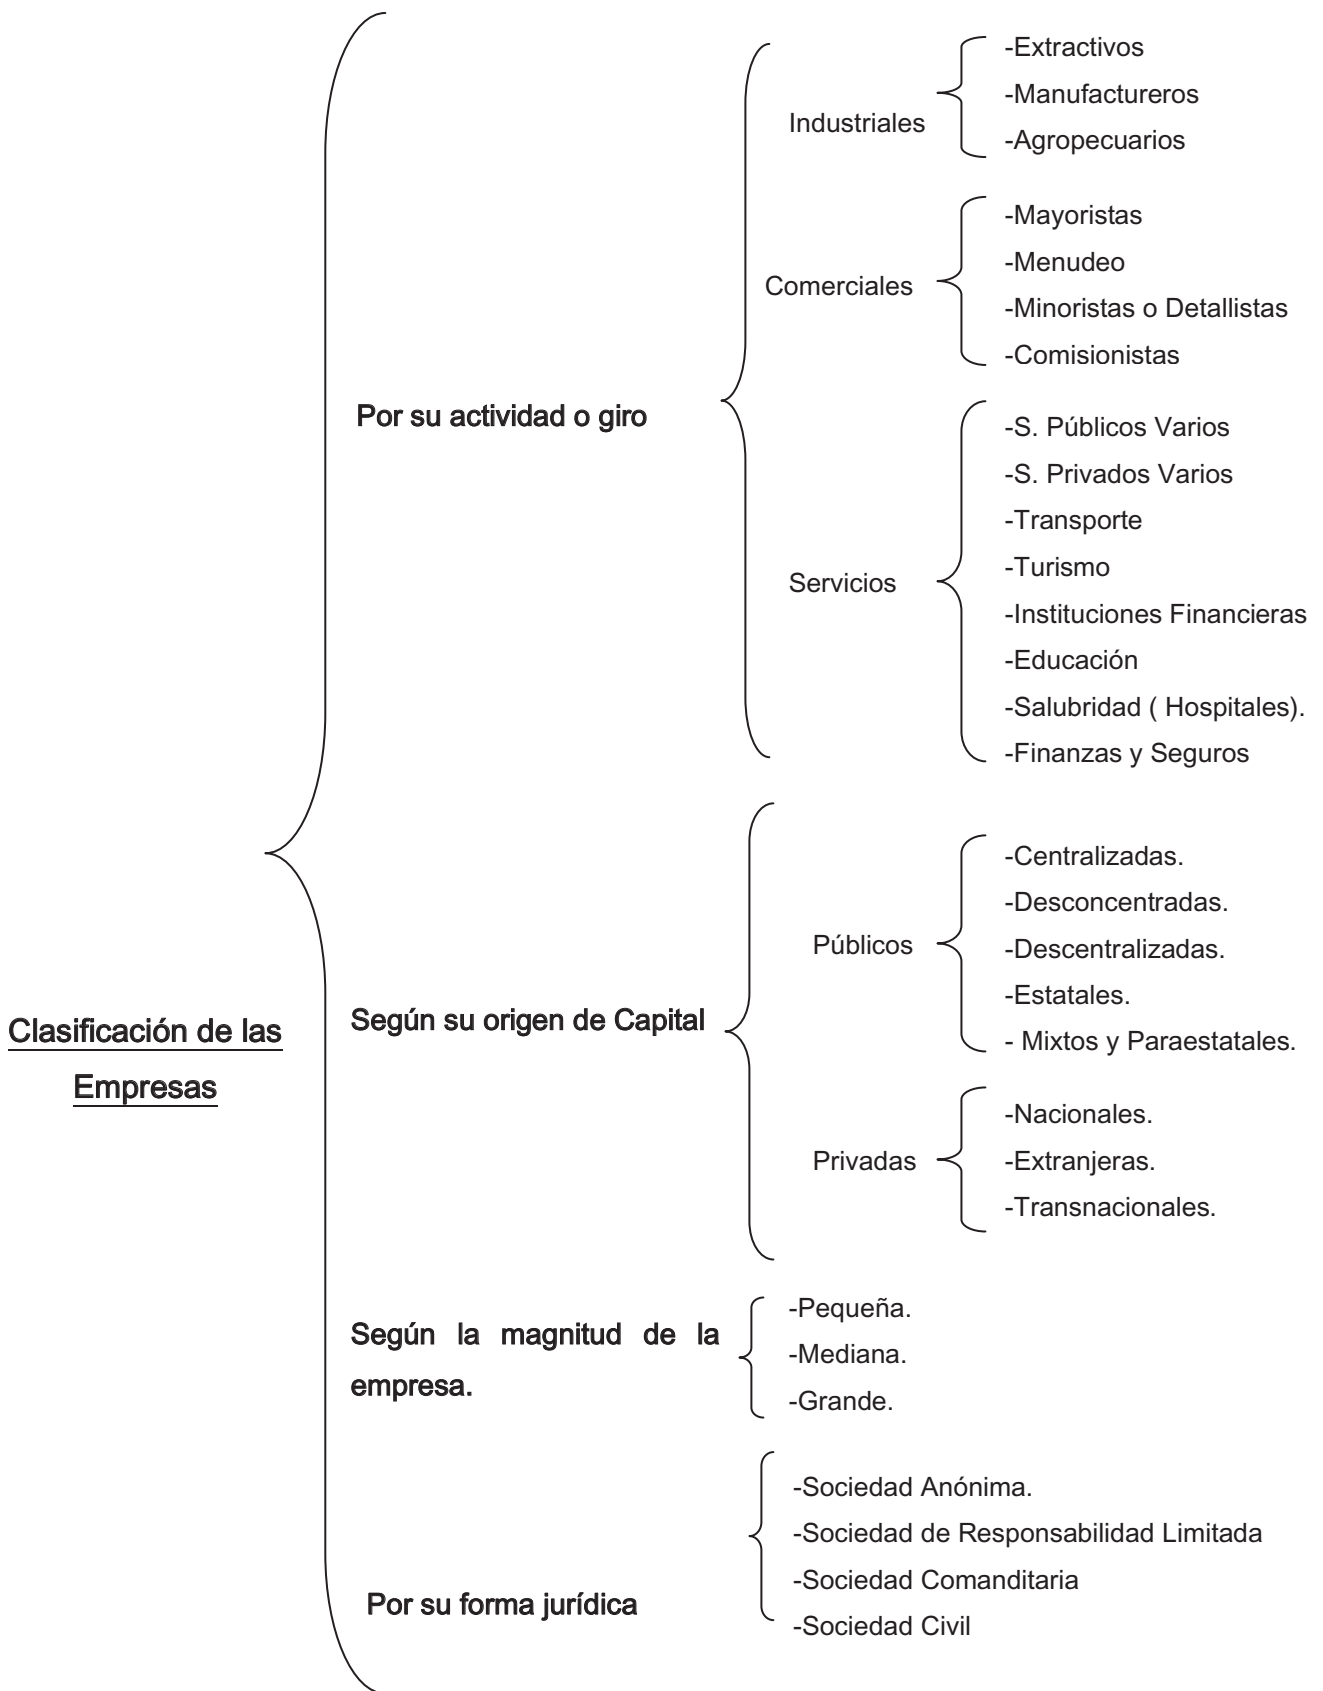 Clasificación de las
Empresas
Por su actividad o giro
Industriales
-Extractivos
-Manufactureros
-Agropecuarios
Comerciales
-Mayoristas
-Menudeo
-Minoristas o Detallistas
-Comisionistas
Servicios
-S. Públicos Varios
-S. Privados Varios
-Transporte
-Turismo
-Instituciones Financieras
-Educación
-Salubridad ( Hospitales).
-Finanzas y Seguros
Según su origen de Capital
Públicos
-Centralizadas.
-Desconcentradas.
-Descentralizadas.
-Estatales.
- Mixtos y Paraestatales.
Privadas
-Nacionales.
-Extranjeras.
-Transnacionales.
Según la magnitud de la
empresa.
-Pequeña.
-Mediana.
-Grande.
Por su forma jurídica
-Sociedad Anónima.
-Sociedad de Responsabilidad Limitada
-Sociedad Comanditaria
-Sociedad Civil